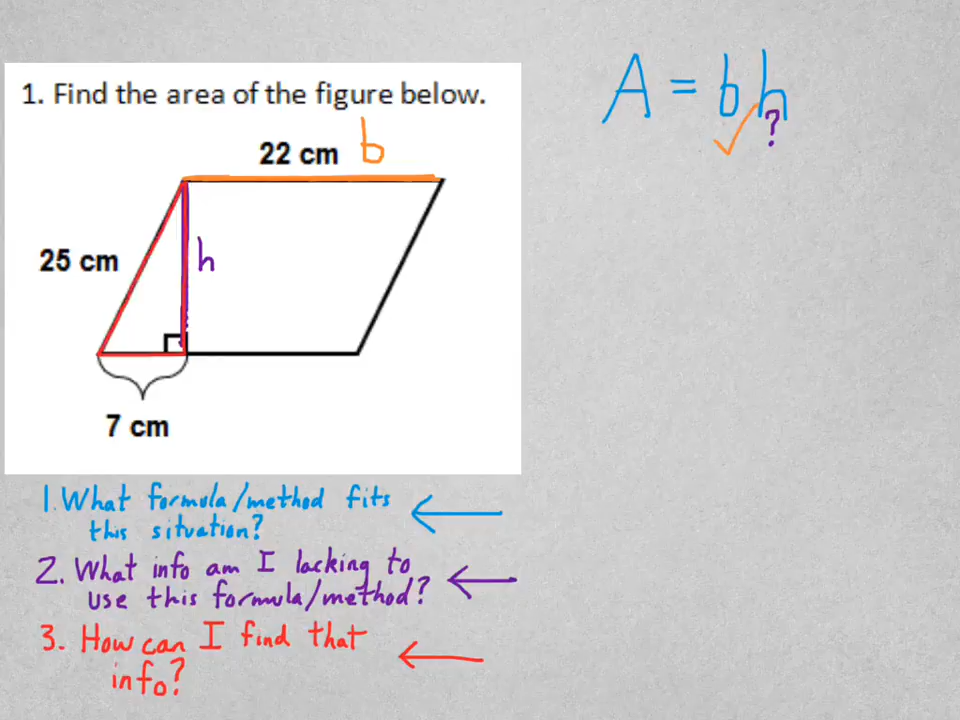 A = bh
?
1. Find the area of the figure below.
22 cm b
25 cm
h
7 cm
1. What formula/method fits
this situation?
2. What info am I lacking to
use this formula/method?
3. How can I find that
info?